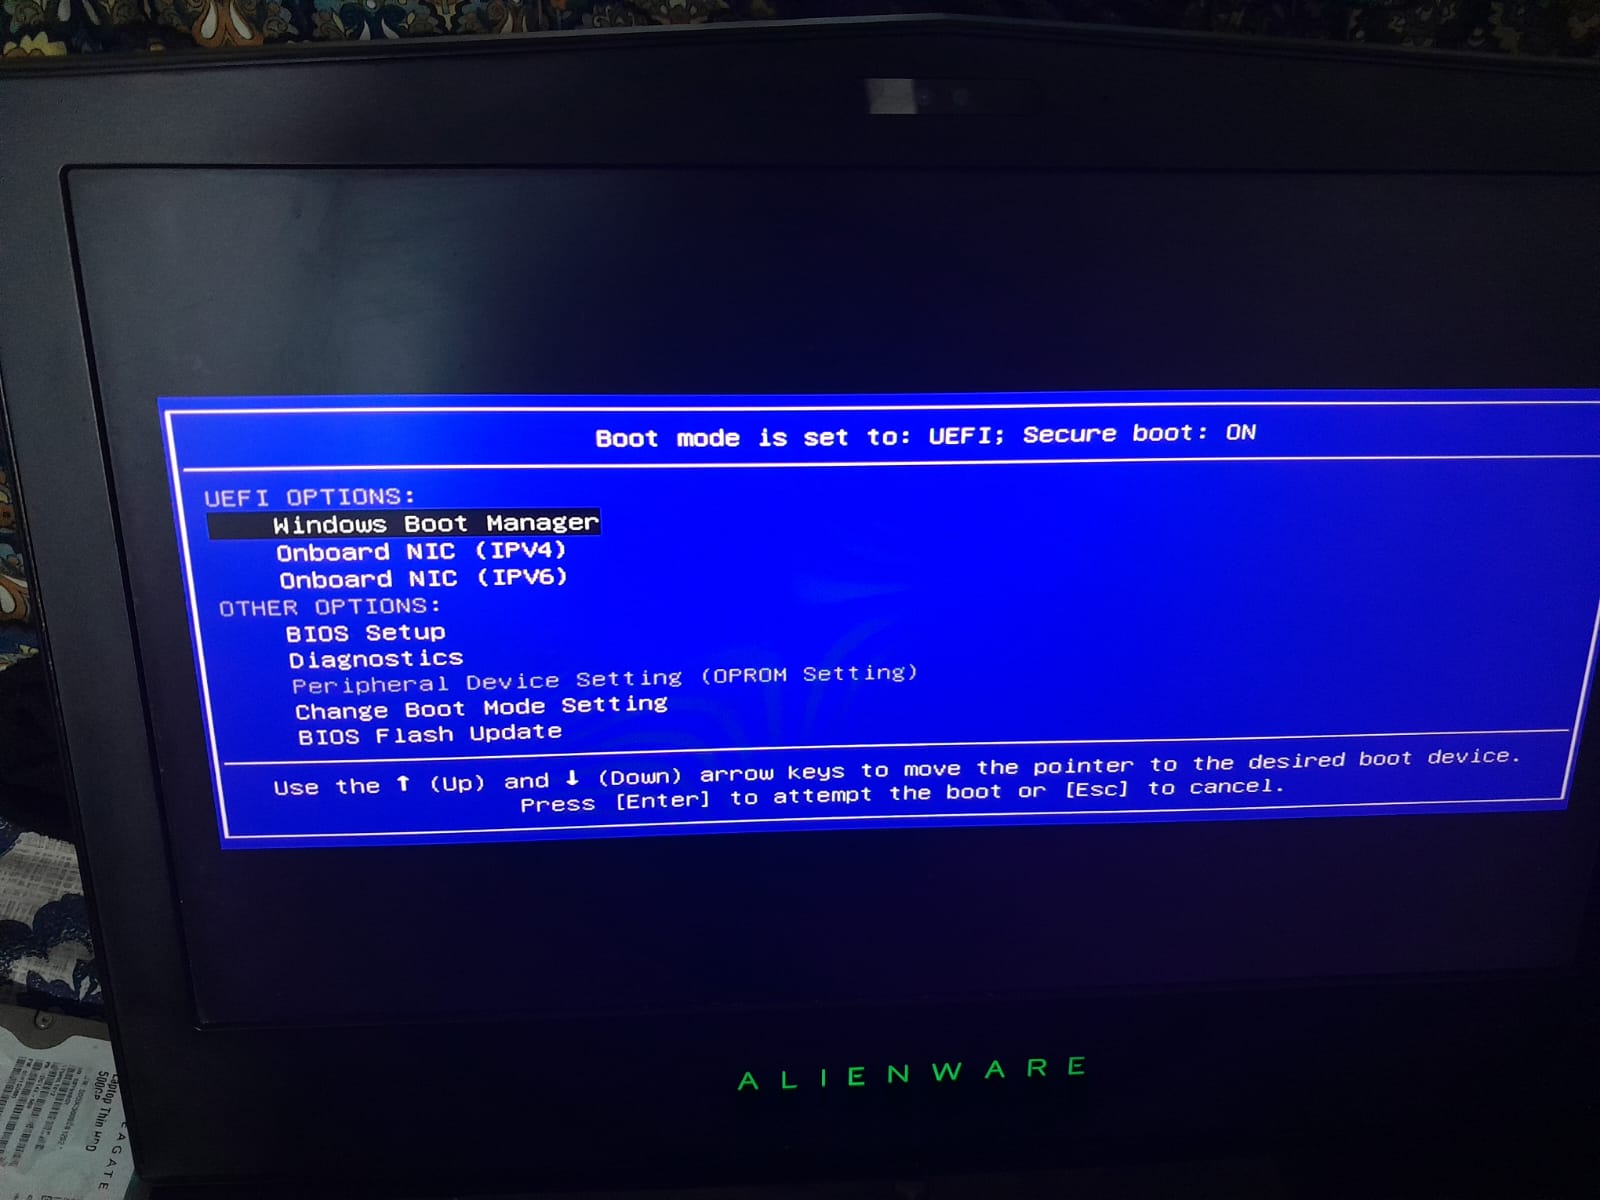 Boot mode is set to: UEFI; Secure boot: ON
UEFI OPTIONS:
Windows Boot Manager
Onboard NIC (IPV4)
Onboard NIC (IPV6)
OTHER OPTIONS:
BIOS Setup
Diagnostics
Peripheral Device Setting (OPROM Setting)
Change Boot Mode Setting
BIOS Flash Update
Use the ↑ (Up) and ↓ (Down) arrow keys to move the pointer to the desired boot device.
Press [Enter] to attempt the boot or [Esc] to cancel.
ALIENWARE
Laptop Thin HDD
500GB
EAGATE